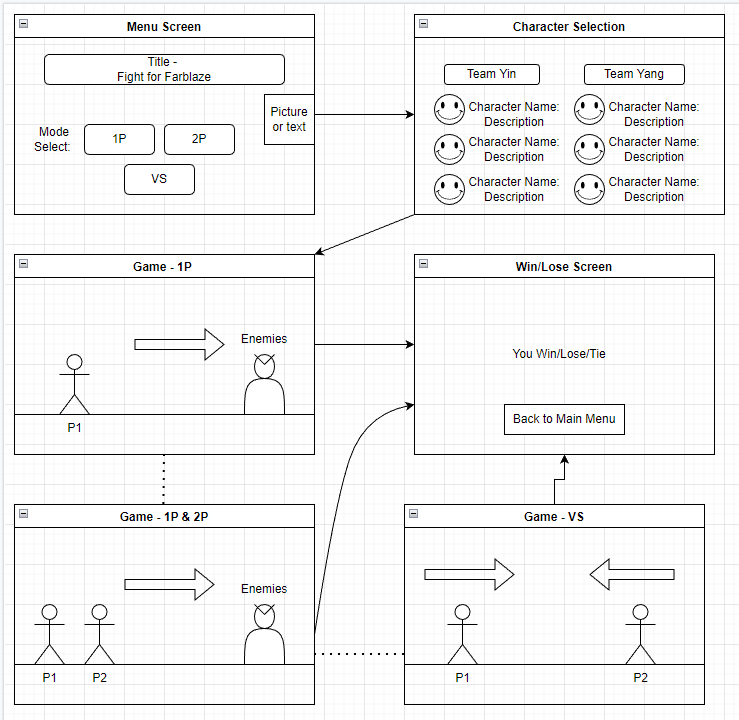 Menu Screen
Title -
Fight for Farblaze
Picture
or text
Mode
Select:
1P
2P
VS
Character Selection
Team Yin
Team Yang
Character Name:
Description
Character Name:
Description
Character Name:
Description
Character Name:
Description
Character Name:
Description
Character Name:
Description
Game - 1P
Enemies
P1
Win/Lose Screen
You Win/Lose/Tie
Back to Main Menu
Game - 1P & 2P
Enemies
P1
P2
Game - VS
P1
P2